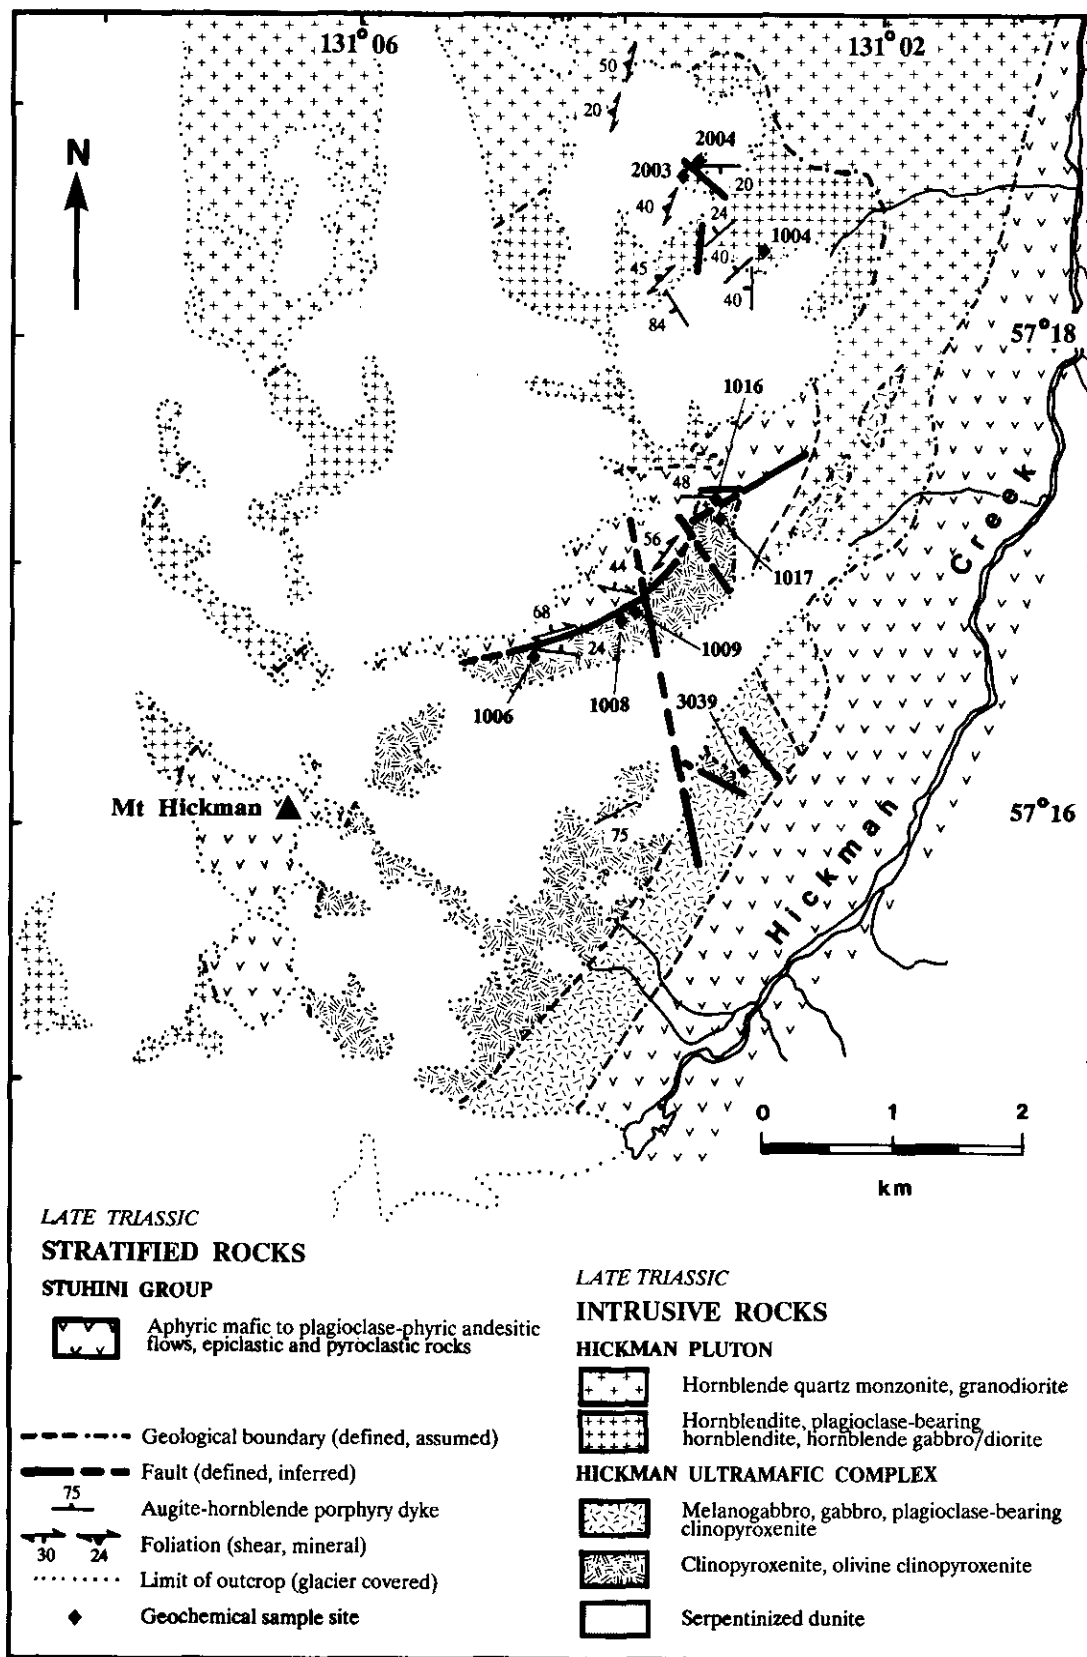 131° 06
131° 02
N
50
20
2004
2003
20
40
24
1004
40
45
40
84
57° 18
1016
48
56
1017
44
68
24
1009
1006
1008
3039
Mt Hickman
75
57° 16
Hickman Creek
0 1 2
km
LATE TRIASSIC
STRATIFIED ROCKS
STUHINI GROUP
Aphyric mafic to plagioclase-phyric andesitic
flows, epiclastic and pyroclastic rocks
Geological boundary (defined, assumed)
Fault (defined, inferred)
75
Augite-hornblende porphyry dyke
Foliation (shear, mineral)
30 24
Limit of outcrop (glacier covered)
Geochemical sample site
LATE TRIASSIC
INTRUSIVE ROCKS
HICKMAN PLUTON
Hornblende quartz monzonite, granodiorite
Hornblendite, plagioclase-bearing
hornblendite, hornblende gabbro/diorite
HICKMAN ULTRAMAFIC COMPLEX
Melanogabbro, gabbro, plagioclase-bearing
clinopyroxenite
Clinopyroxenite, olivine clinopyroxenite
Serpentinized dunite